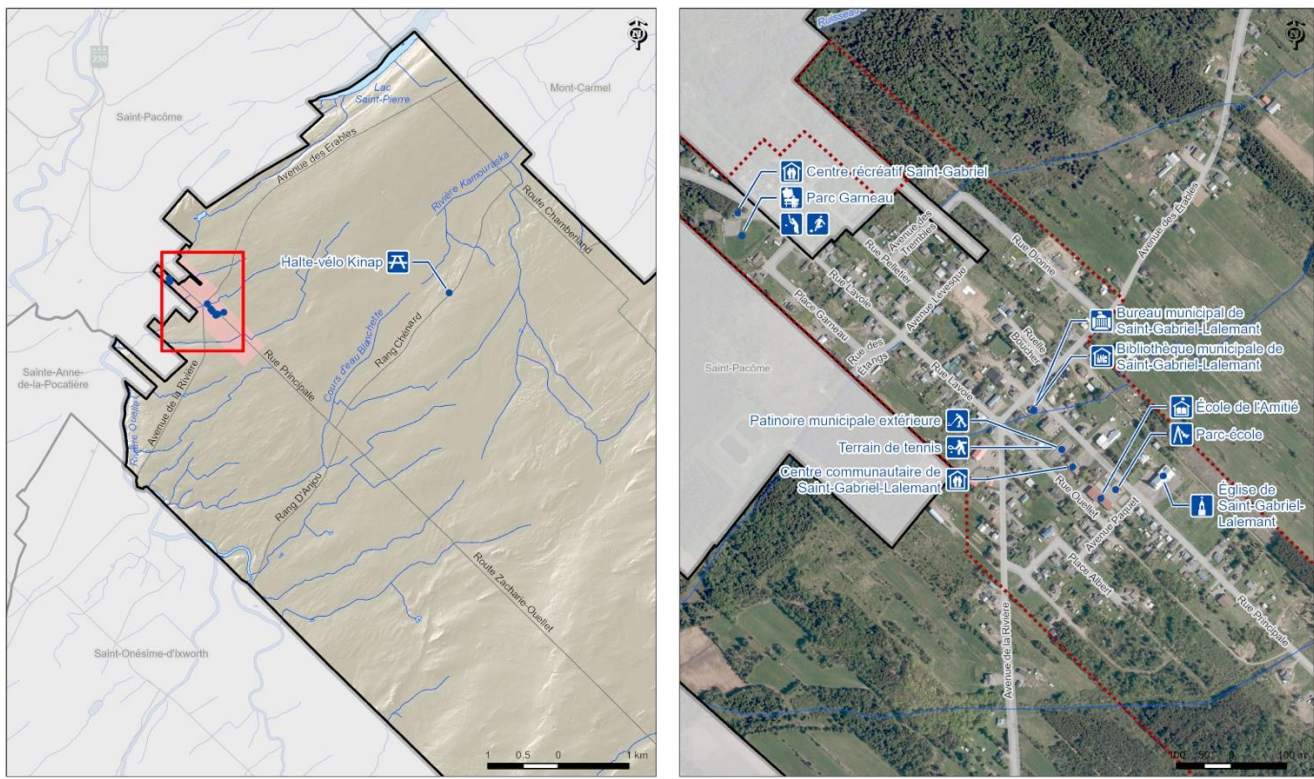 230
Lac
Saint-Pierre
Mont-Carmel
Saint-Pacôme
Avenue des Érables
Rivière Kamouraska
Route Chamberland
Halte-vélo Kinap
Cours d'eau Blanchette
Rang Chénard
Sainte-Anne-
de-la-Pocatière
Avenue de la Rivière
Rue Principale
Rivière Ouelle
Rang D'Anjou
Route Zacharie-Ouellet
Saint-Onésime-d'Ixworth
1 0.5 0 1 km
Ruisseau
Centre récréatif Saint-Gabriel
Parc Garneau
Avenue des
Trembles
Rue Pelletier
Rue Dionne
Avenue des Érables
Rue Lavoie
Avenue Lévesque
Place Garneau
Rue des
Étangs
Ruelle
Boucher
Bureau municipal de
Saint-Gabriel-Lalemant
Bibliothèque municipale de
Saint-Gabriel-Lalemant
Saint-Pacôme
Rue Lavoie
Patinoire municipale extérieure
École de l'Amitié
Terrain de tennis
Parc-école
Centre communautaire de
Saint-Gabriel-Lalemant
Rue Ouellet
Avenue Paquet
Église de
Saint-Gabriel-
Lalemant
Place Albert
Rue Principale
Avenue de la Rivière
100 50 0 100 m